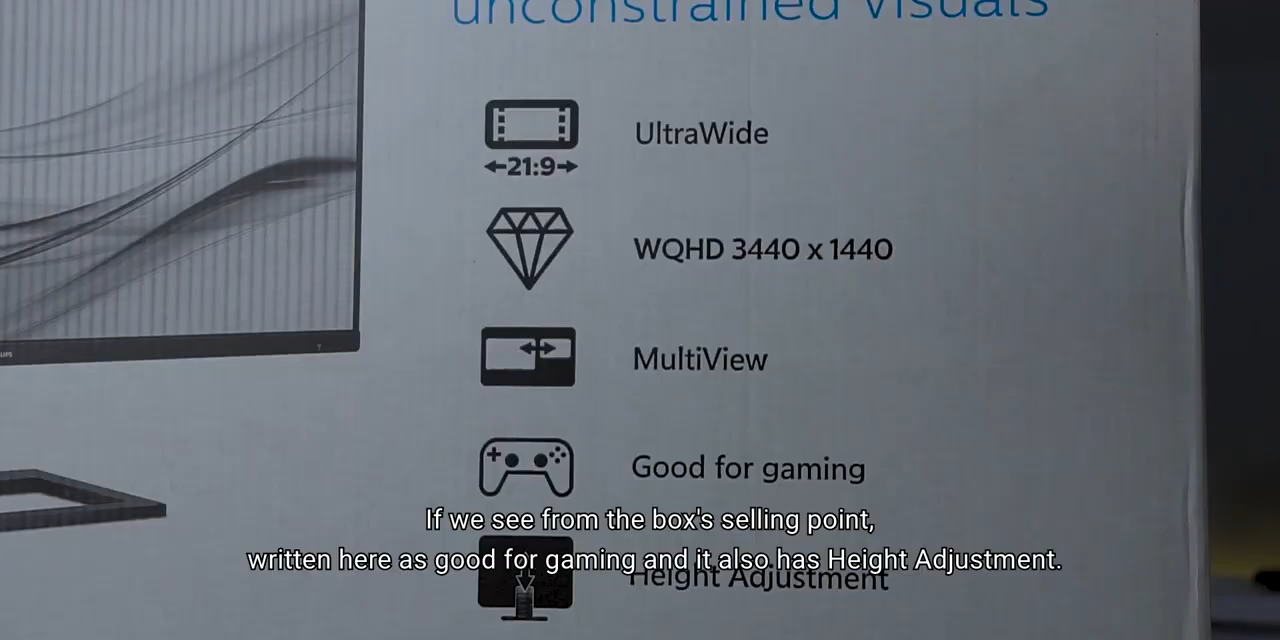 unconstrained visuals
UltraWide
←21:9→
WQHD 3440 x 1440
MultiView
Good for gaming
If we see from the box's selling point,
written here as good for gaming and it also has Height Adjustment.
Height Adjustment